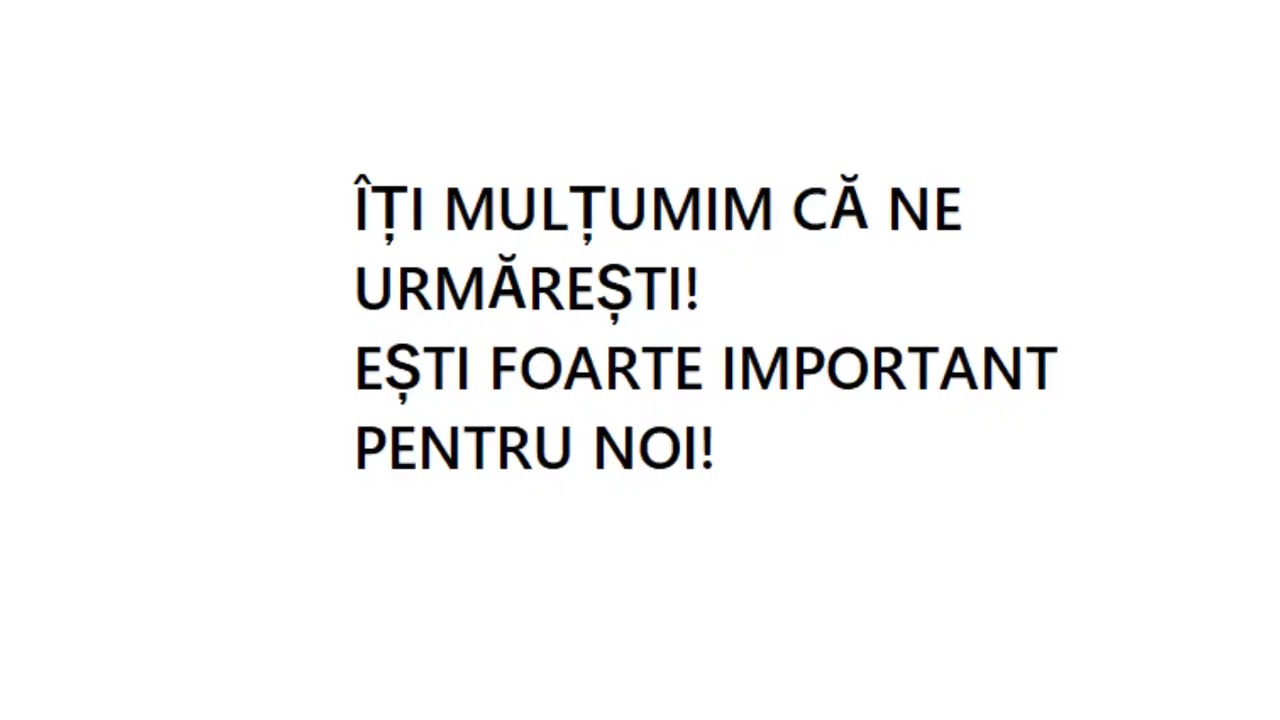 ÎȚI MULȚUMIM CĂ NE
URMĂREȘTI!
EȘTI FOARTE IMPORTANT
PENTRU NOI!